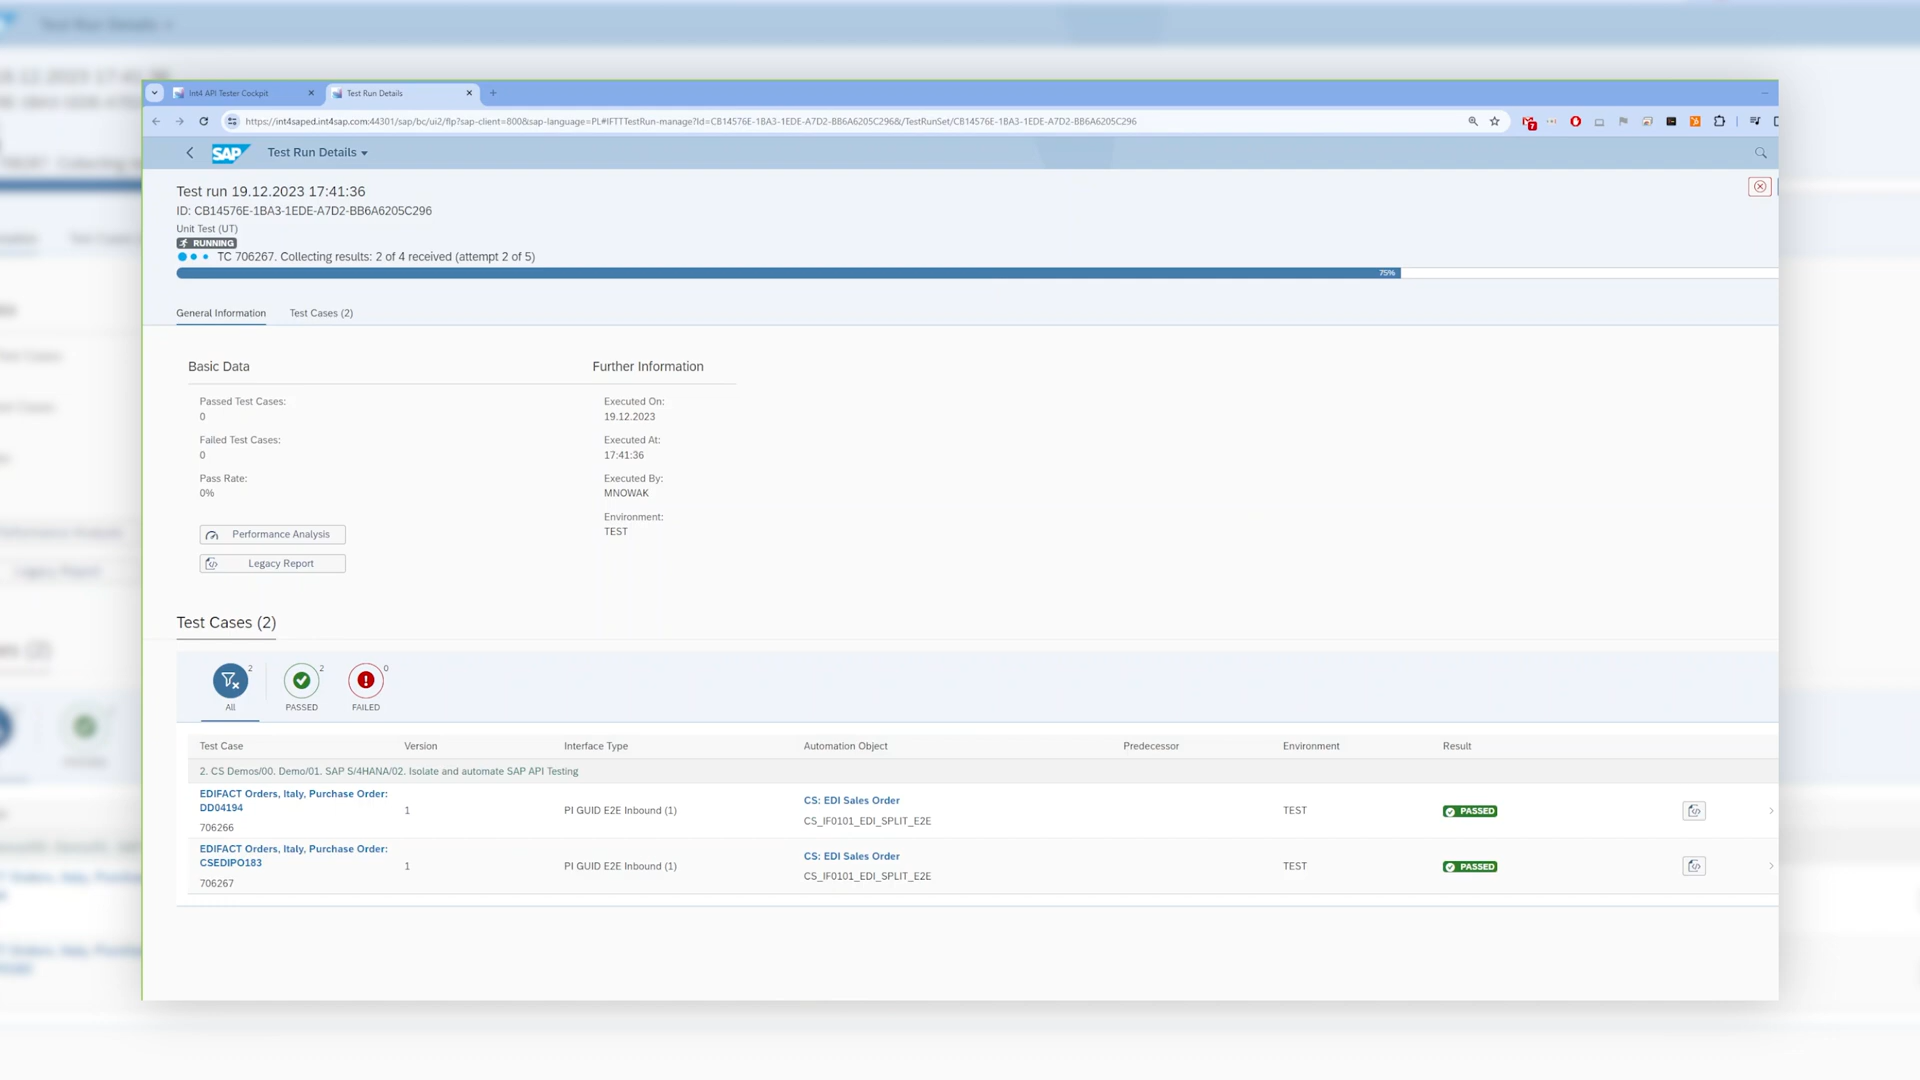 Int4 API Tester Cockpit
Test Run Details
https://int4saped.int4sap.com:44301/sap/bc/ui2/flp?sap-client=800&sap-language=PL#IFTTTestRun-manage?Id=CB14576E-1BA3-1EDE-A7D2-BB6A6205C296&/TestRunSet/CB14576E-1BA3-1EDE-A7D2-BB6A6205C296
7
SAP Test Run Details
Test run 19.12.2023 17:41:36
ID: CB14576E-1BA3-1EDE-A7D2-BB6A6205C296
Unit Test (UT)
RUNNING
TC 706267. Collecting results: 2 of 4 received (attempt 2 of 5)
75%
General Information Test Cases (2)
Basic Data
Passed Test Cases:
0
Failed Test Cases:
0
Pass Rate:
0%
Performance Analysis
Legacy Report
Further Information
Executed On:
19.12.2023
Executed At:
17:41:36
Executed By:
MNOWAK
Environment:
TEST
Test Cases (2)
2 2 0
All PASSED FAILED
Test Case Version Interface Type Automation Object Predecessor Environment Result
2. CS Demos/00. Demo/01. SAP S/4HANA/02. Isolate and automate SAP API Testing
EDIFACT Orders, Italy, Purchase Order:
DD04194
706266
1
PI GUID E2E Inbound (1)
CS: EDI Sales Order
CS_IF0101_EDI_SPLIT_E2E
TEST
PASSED
EDIFACT Orders, Italy, Purchase Order:
CSEDIPO183
706267
1
PI GUID E2E Inbound (1)
CS: EDI Sales Order
CS_IF0101_EDI_SPLIT_E2E
TEST
PASSED